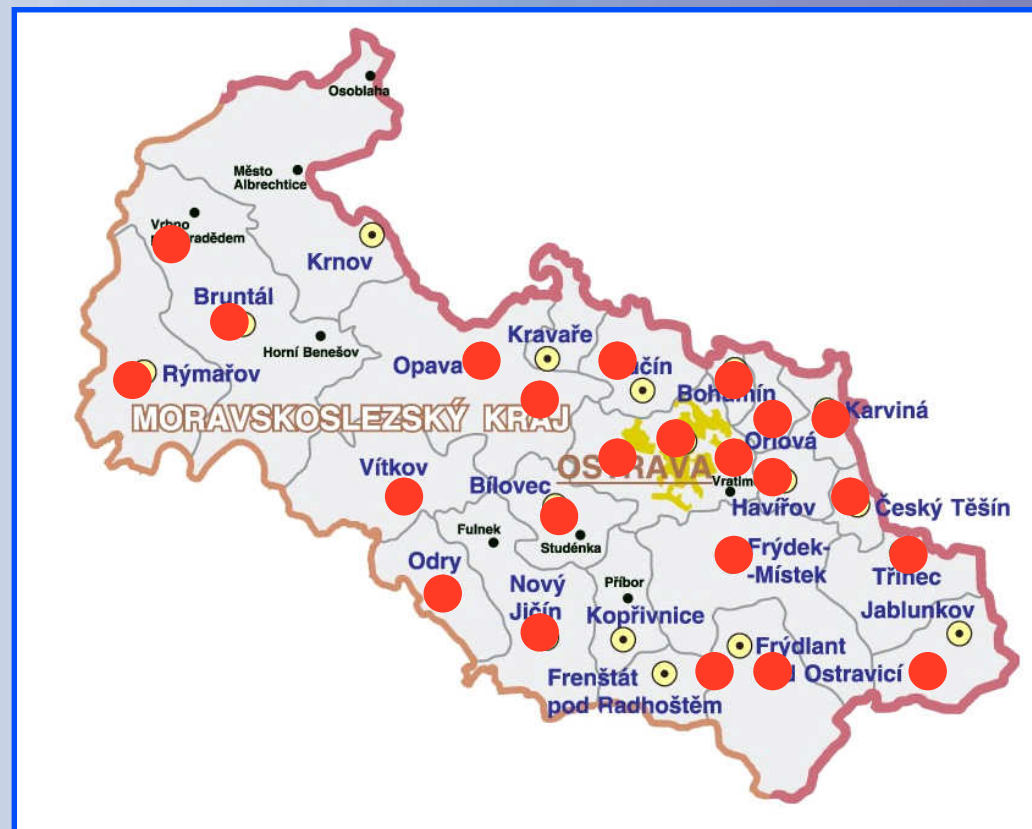 Osoblaha
Město
Albrechtice
Vrbno
Krnov
Bruntál
Horní Benešov
Kravaře
Opava
Rýmařov
Bohumín
MORAVSKOSLEZSKÝ KRAJ
Karviná
Orlová
OSTRAVA
Vítkov
Bílovec
Havířov
Český Těšín
Fulnek
Studénka
Odry
Frýdek-
-Místek
Třinec
Nový
Jičín
Příbor
Kopřivnice
Jablunkov
Frýdlant
Ostravicí
Frenštát
pod Radhoštěm